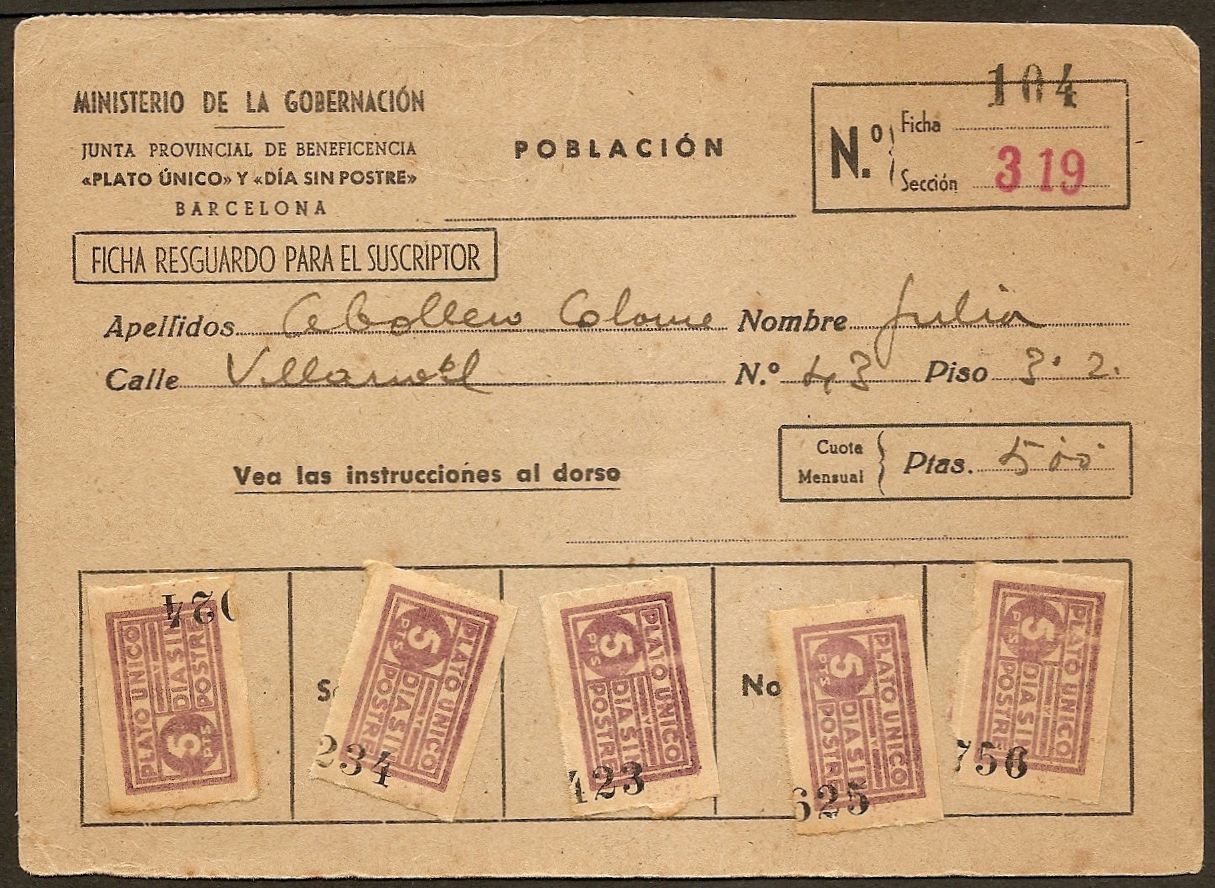 MINISTERIO DE LA GOBERNACIÓN
JUNTA PROVINCIAL DE BENEFICENCIA
«PLATO ÚNICO» Y «DÍA SIN POSTRE»
BARCELONA
POBLACIÓN
N.º Ficha 104
Sección 319
FICHA RESGUARDO PARA EL SUSCRIPTOR
Apellidos Nombre Julia
Calle Villarroel N.º 43 Piso 3º 2.
Cuota Mensual Ptas. 500
Vea las instrucciones al dorso
PLATO UNICO Y DIA SIN POSTRE 5 PTS 024
PLATO UNICO Y DIA SIN POSTRE 5 PTS 234
PLATO UNICO Y DIA SIN POSTRE 5 PTS 423
No
PLATO UNICO Y DIA SIN POSTRE 5 PTS 625
PLATO UNICO Y DIA SIN POSTRE 5 PTS 756